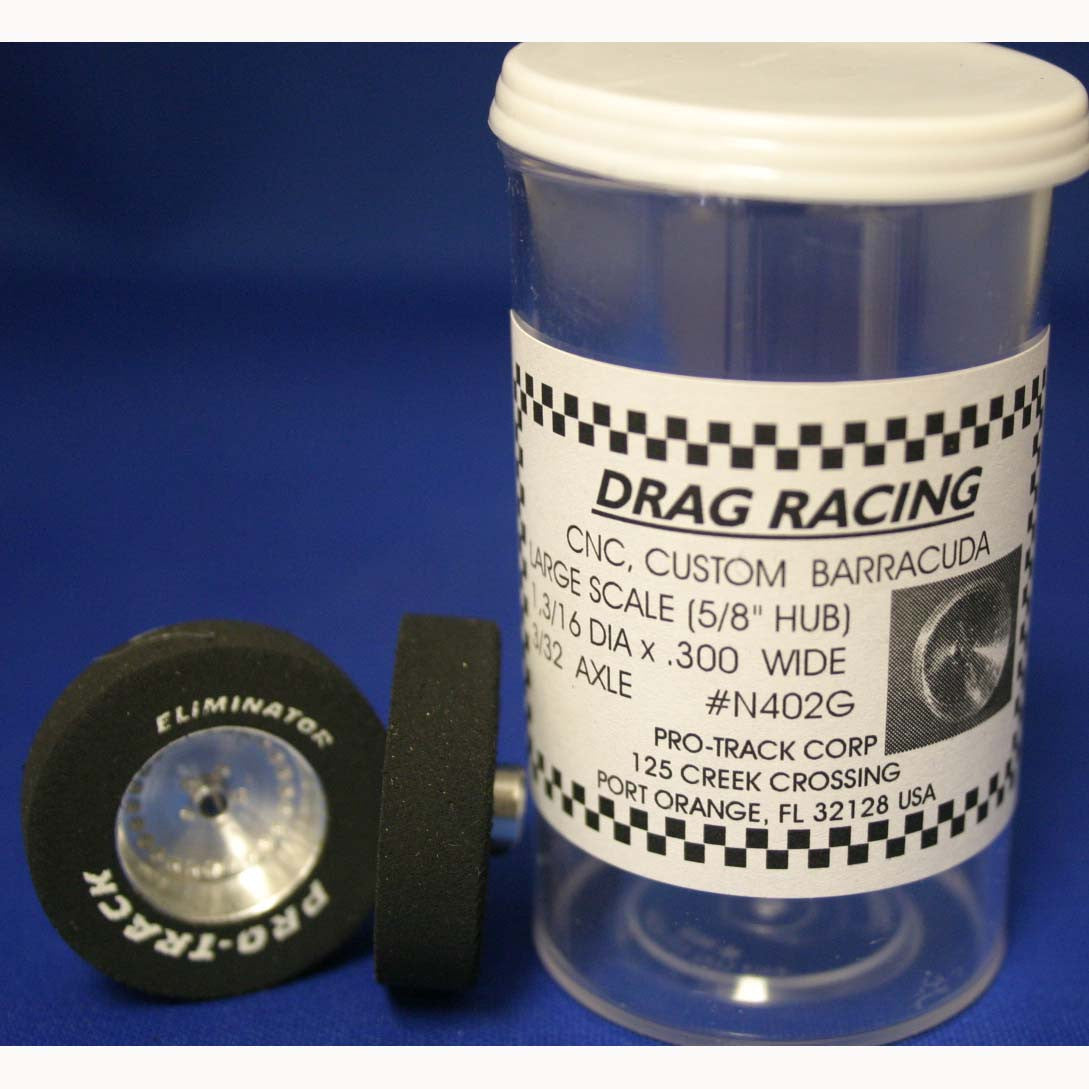 DRAG RACING
CNC, CUSTOM BARRACUDA
LARGE SCALE (5/8" HUB)
1,3/16 DIA x .300 WIDE
3/32 AXLE #N402G
PRO-TRACK CORP
125 CREEK CROSSING
PORT ORANGE, FL 32128 USA
ELIMINATOR
PRO-TRACK